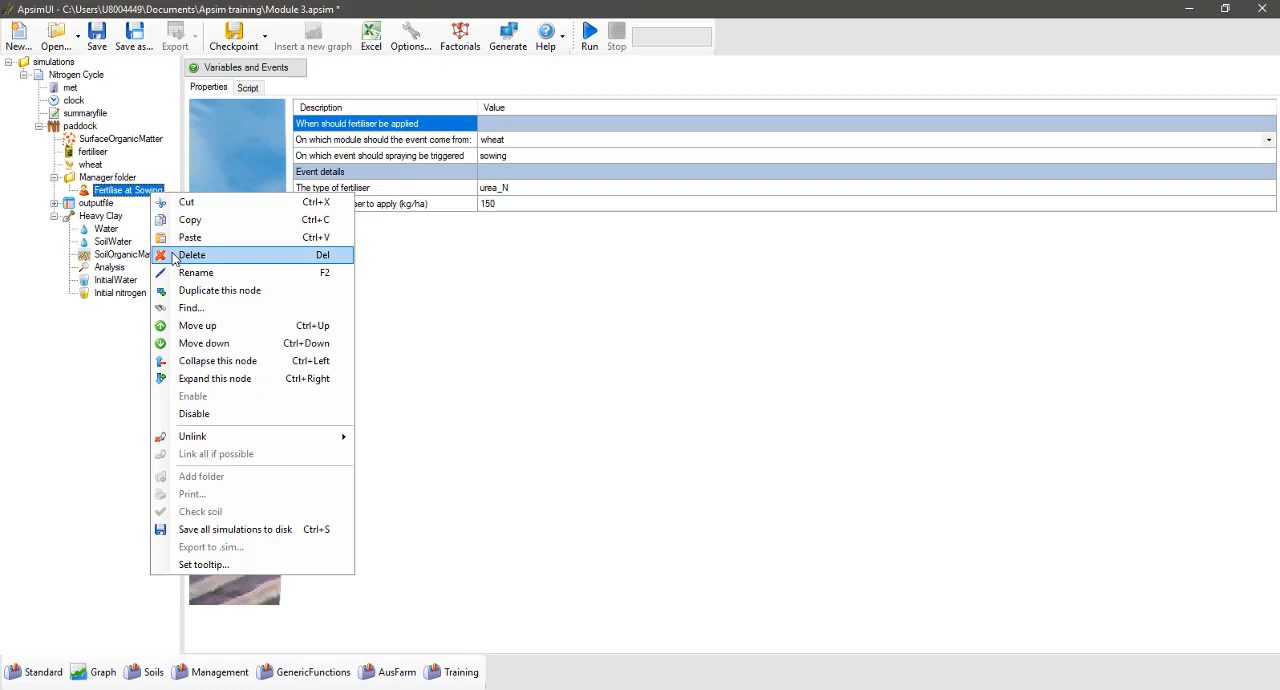 ApsimUI - C:\Users\U8004449\Documents\Apsim training\Module 3.apsim *
New... Open... Save Save as... Export Checkpoint Insert a new graph Excel Options... Factorials Generate Help Run Stop
simulations
Nitrogen Cycle
met
clock
summaryfile
paddock
SurfaceOrganicMatter
fertiliser
wheat
Manager folder
Fertilise at Sowing
outputfile
Heavy Clay
Water
SoilWater
SoilOrganicMa
Analysis
InitialWater
Initial nitrogen
Variables and Events
Properties Script
Description Value
When should fertiliser be applied
On which module should the event come from: wheat
On which event should spraying be triggered sowing
Event details
The type of fertiliser urea_N
iser to apply (kg/ha) 150
Cut Ctrl+X
Copy Ctrl+C
Paste Ctrl+V
Delete Del
Rename F2
Duplicate this node
Find...
Move up Ctrl+Up
Move down Ctrl+Down
Collapse this node Ctrl+Left
Expand this node Ctrl+Right
Enable
Disable
Unlink
Link all if possible
Add folder
Print...
Check soil
Save all simulations to disk Ctrl+S
Export to .sim...
Set tooltip...
Standard Graph Soils Management GenericFunctions AusFarm Training